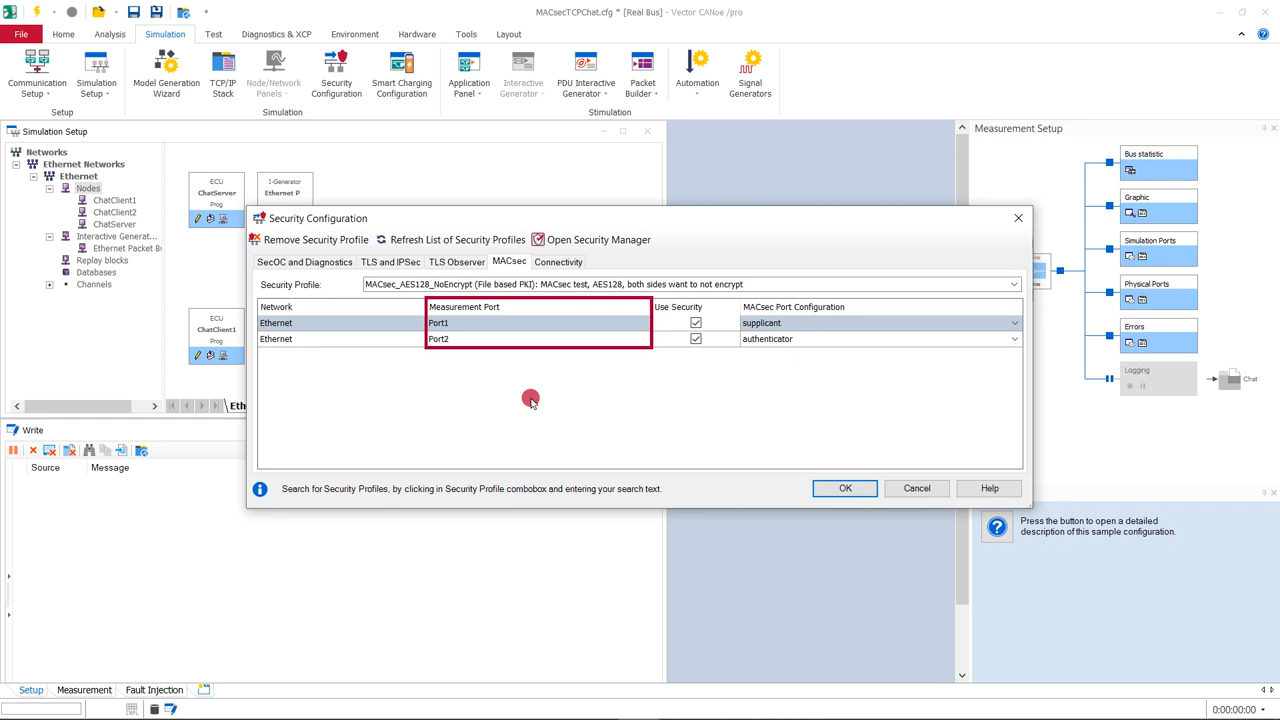 MACsecTCPChat.cfg * [Real Bus] - Vector CANoe /pro
File Home Analysis Simulation Test Diagnostics & XCP Environment Hardware Tools Layout
Communication Setup
Simulation Setup
Model Generation Wizard
TCP/IP Stack
Node/Network Panels
Security Configuration
Smart Charging Configuration
Application Panel
Interactive Generator
PDU Interactive Generator
Packet Builder
Automation
Signal Generators
Setup Simulation Stimulation
Simulation Setup
Networks
Ethernet Networks
Ethernet
Nodes
ChatClient1
ChatClient2
ChatServer
Interactive Generat...
Ethernet Packet Bu
Replay blocks
Databases
Channels
ECU
ChatServer
Prog
I-Generator
Ethernet P
ECU
ChatClient1
Prog
Eth
Security Configuration
Remove Security Profile Refresh List of Security Profiles Open Security Manager
SecOC and Diagnostics TLS and IPSec TLS Observer MACsec Connectivity
Security Profile: MACsec_AES128_NoEncrypt (File based PKI): MACsec test, AES128, both sides want to not encrypt
Network Measurement Port Use Security MACsec Port Configuration
Ethernet Port1 supplicant
Ethernet Port2 authenticator
Search for Security Profiles, by clicking in Security Profile combobox and entering your search text.
OK Cancel Help
Measurement Setup
Bus statistic
Graphic
Simulation Ports
Physical Ports
Errors
Logging
Chat
Press the button to open a detailed
description of this sample configuration.
Write
Source Message
Setup Measurement Fault Injection
0:00:00:00